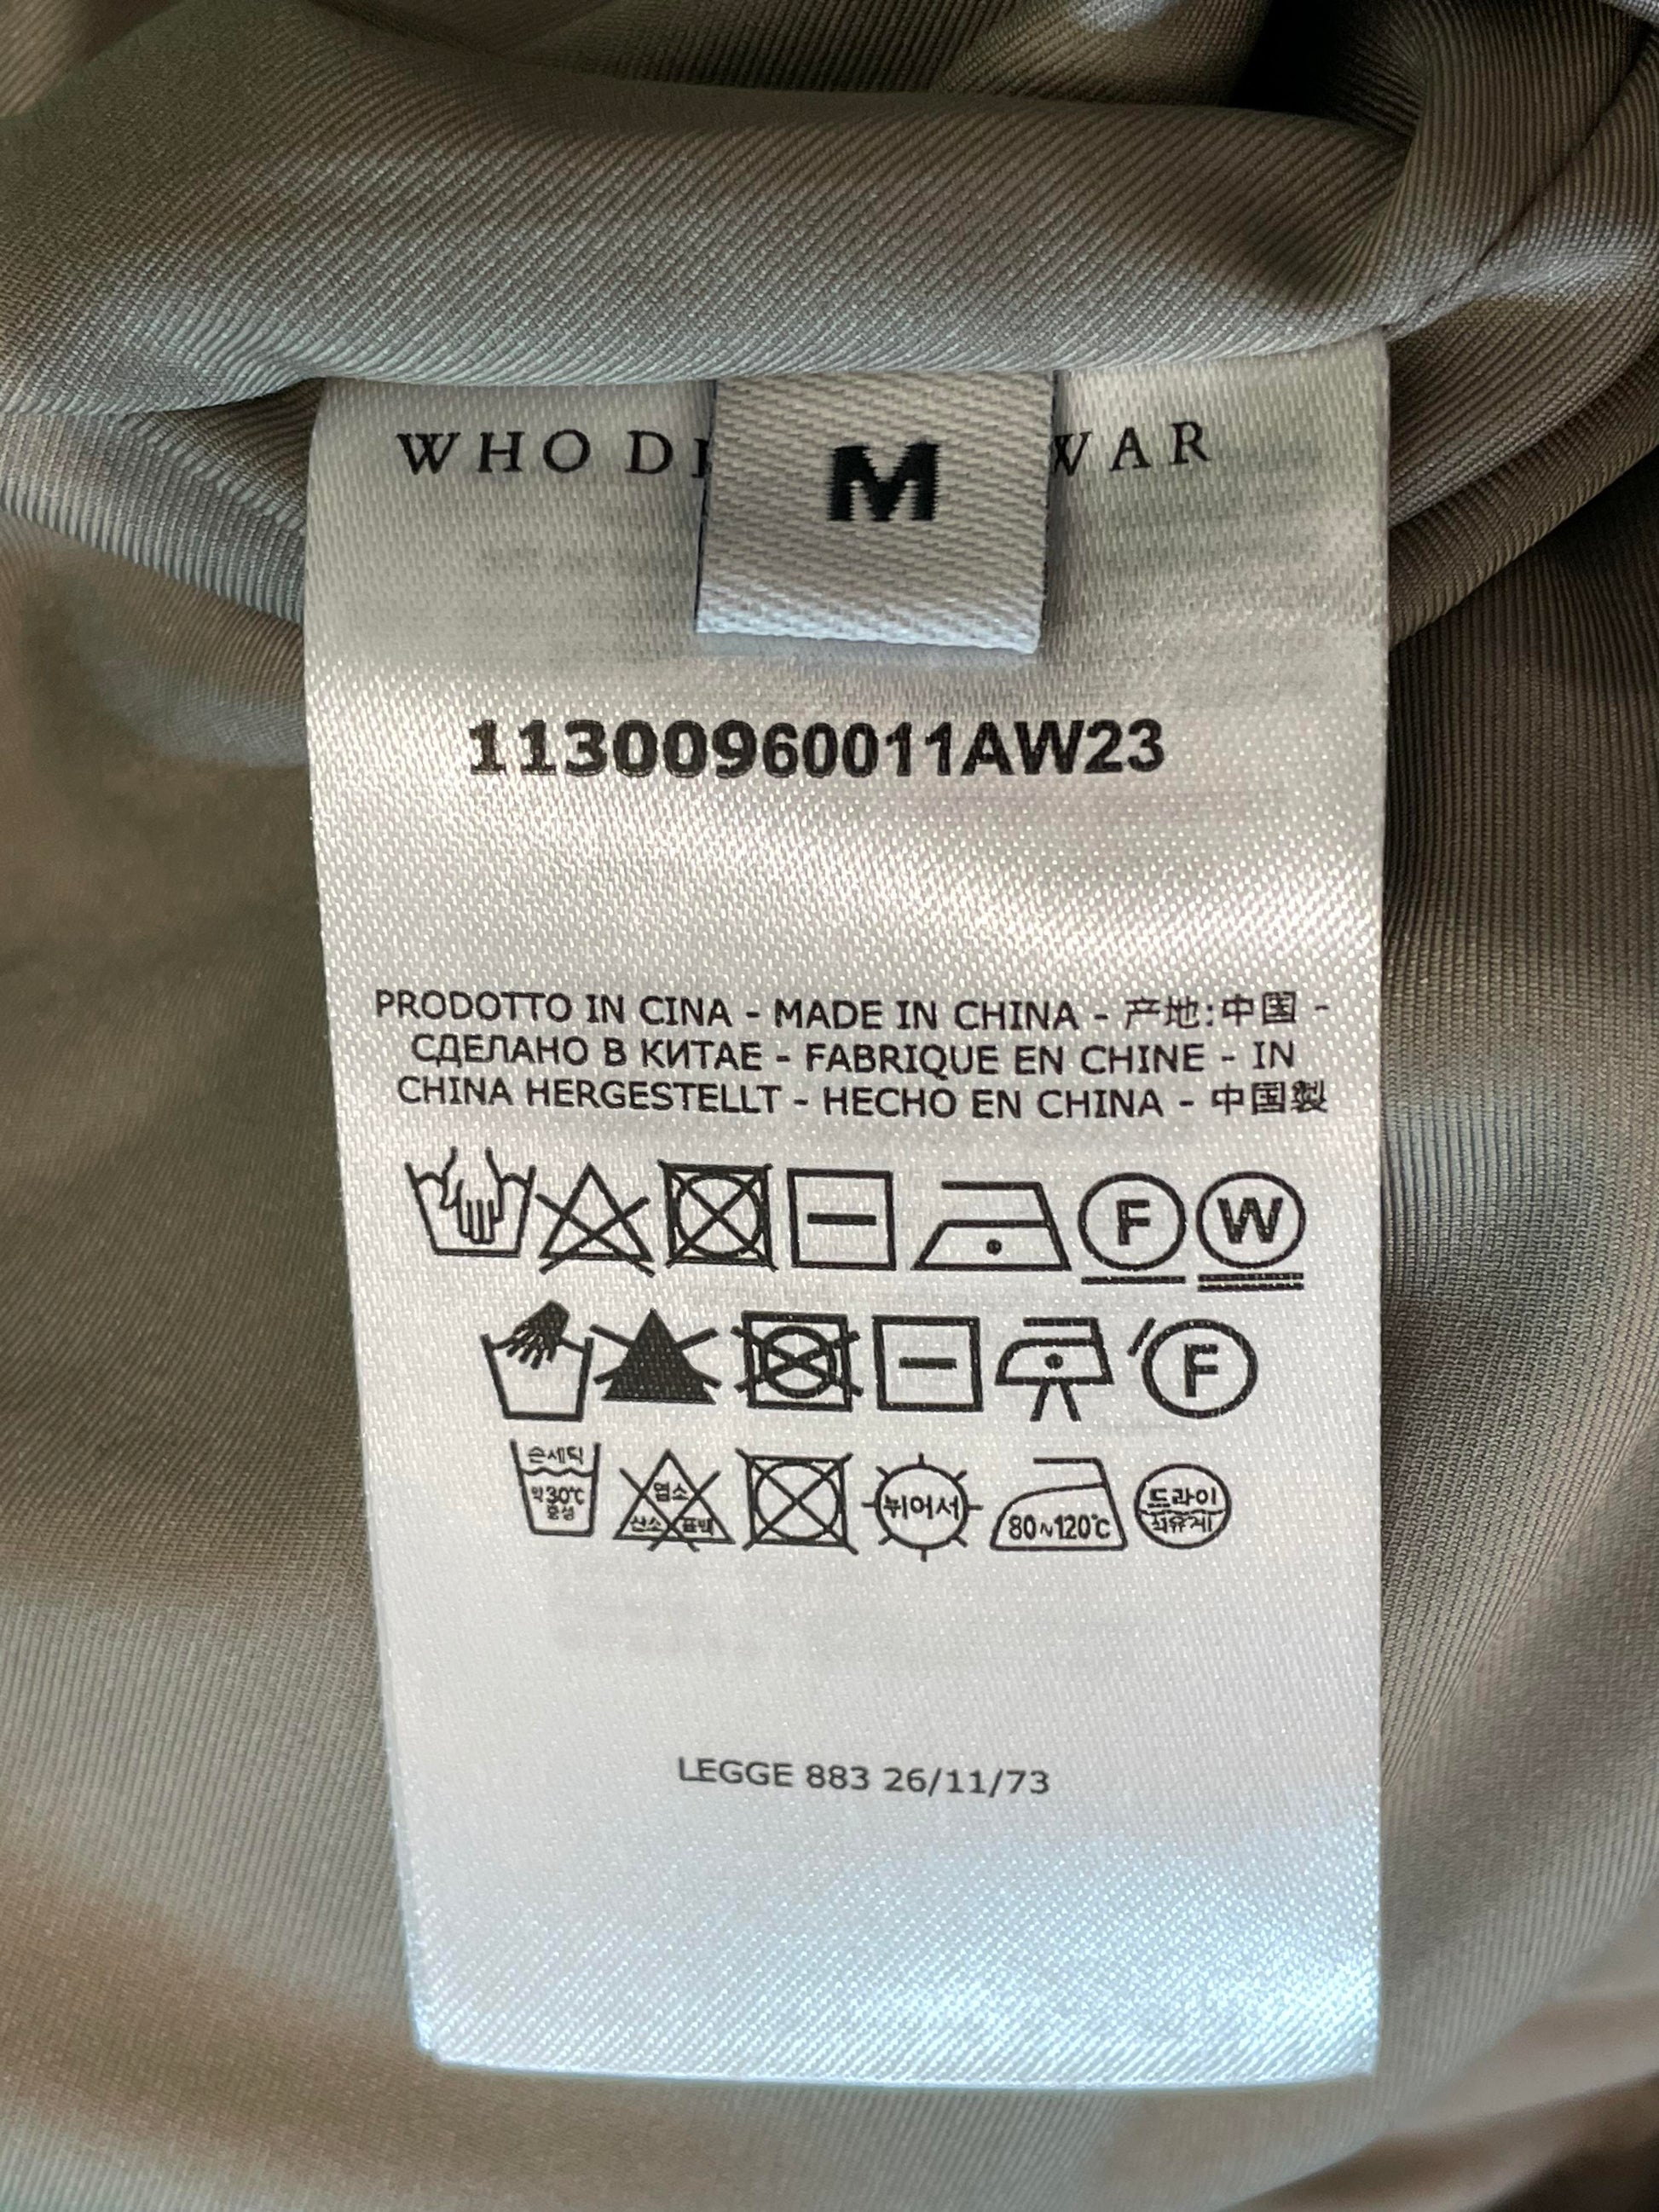 WHO D
M
WAR
11300960011AW23
PRODOTTO IN CINA - MADE IN CHINA - 产地:中国 -
СДЕЛАНО В КИТАЕ - FABRIQUE EN CHINE - IN
CHINA HERGESTELLT - HECHO EN CHINA - 中国製
F W
F
손세탁
약30℃
중성
염소
산소 표백
뉘어서
80~120℃
드라이
석유계
LEGGE 883 26/11/73